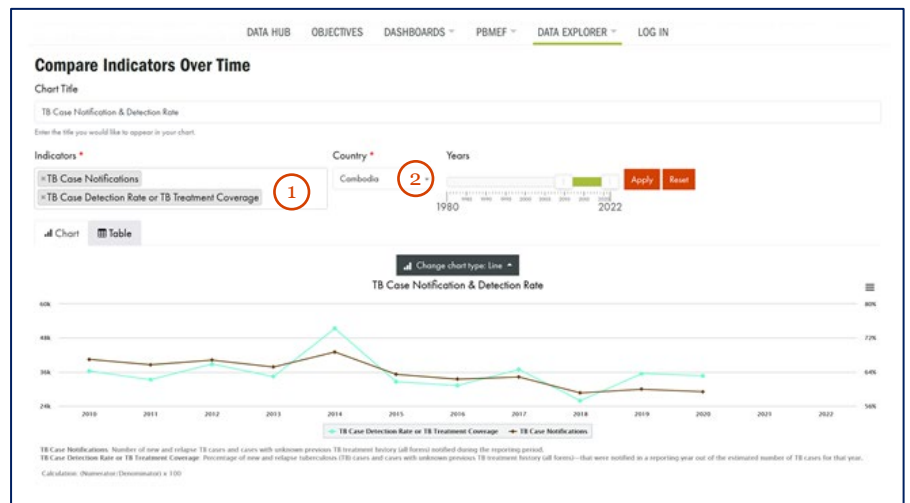 DATA HUB OBJECTIVES DASHBOARDS PBMEF DATA EXPLORER LOG IN
Compare Indicators Over Time
Chart Title
TB Case Notification & Detection Rate
Enter the title you would like to appear in your chart.
Indicators * Country * Years
×TB Case Notifications
×TB Case Detection Rate or TB Treatment Coverage
1
Cambodia
2
Apply Reset
1980 2022
Chart Table
Change chart type: Line
TB Case Notification & Detection Rate
60k 80%
48k 72%
36k 64%
24k 56%
2010 2011 2012 2013 2014 2015 2016 2017 2018 2019 2020 2021 2022
TB Case Detection Rate or TB Treatment Coverage TB Case Notifications
TB Case Notifications: Number of new and relapse TB cases and cases with unknown previous TB treatment history (all forms) notified during the reporting period.
TB Case Detection Rate or TB Treatment Coverage: Percentage of new and relapse tuberculosis (TB) cases and cases with unknown previous TB treatment history (all forms)—that were notified in a reporting year out of the estimated number of TB cases for that year.
Calculation: (Numerator/Denominator) x 100